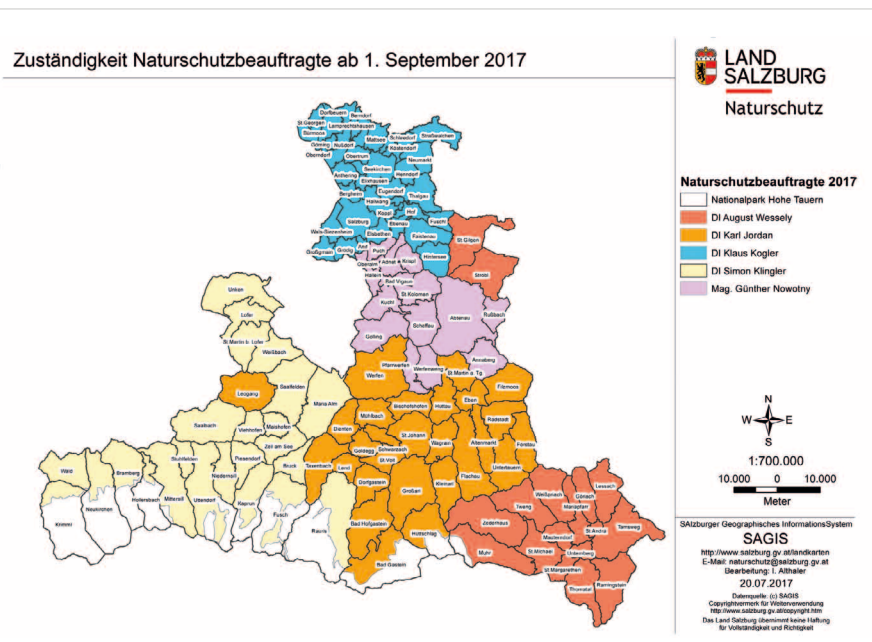 Zuständigkeit Naturschutzbeauftragte ab 1. September 2017
LAND
SALZBURG
Naturschutz
Naturschutzbeauftragte 2017
Nationalpark Hohe Tauern
DI August Wessely
DI Karl Jordan
DI Klaus Kogler
DI Simon Klingler
Mag. Günther Nowotny
N
W E
S
1:700.000
10.000 0 10.000
Meter
SAlzburger Geographisches InformationsSystem
SAGIS
http://www.salzburg.gv.at/landkarten
E-Mail: naturschutz@salzburg.gv.at
Bearbeitung: I. Althaler
20.07.2017
Datenquelle: (c) SAGIS
Copyrightvermerk für Weiterverwendung
http://www.salzburg.gv.at/copyright.htm
Das Land Salzburg übernimmt keine Haftung
für Vollständigkeit und Richtigkeit
Dorfbeuern
Berndorf
St.Georgen
Lamprechtshausen
Bürmoos
Mattsee
Schleedorf
Straßwalchen
Göming
Nußdorf
Köstendorf
Oberndorf
Obertrum
Neumarkt
Seekirchen
Anthering
Henndorf
Elixhausen
Bergheim
Eugendorf
Thalgau
Hallwang
Koppl
Hof
Salzburg
Ebenau
Fuschl
Wals-Siezenheim
Elsbethen
Faistenau
St.Gilgen
Großgmain
Grödig
Anif
Puch
Hintersee
Oberalm
Adnet
Krispl
Strobl
Hallein
Bad Vigaun
Unken
St.Koloman
Kuchl
Lofer
Abtenau
Rußbach
Scheffau
St.Martin b. Lofer
Golling
Weißbach
Annaberg
Pfarrwerfen
Werfenweng
Werfen
St.Martin a. Tg.
Leogang
Saalfelden
Filzmoos
Maria Alm
Eben
Bischofshofen
Hüttau
Mühlbach
Radstadt
Saalbach
Viehhofen
Maishofen
Dienten
St.Johann
Wagrain
Altenmarkt
Forstau
Zell am See
Goldegg
Schwarzach
St.Veit
Stuhlfelden
Piesendorf
Bruck
Taxenbach
Lend
Untertauern
Wald
Bramberg
Niedernsill
Dorfgastein
Kleinarl
Flachau
Großarl
Lessach
Hollersbach
Mittersill
Uttendorf
Kaprun
Weißpriach
Göriach
Neukirchen
Fusch
Tweng
Mariapfarr
Krimml
Rauris
Bad Hofgastein
Zederhaus
St.Andrä
Tamsweg
Hüttschlag
Mauterndorf
Muhr
St.Michael
Unternberg
Bad Gastein
St.Margarethen
Thomatal
Ramingstein